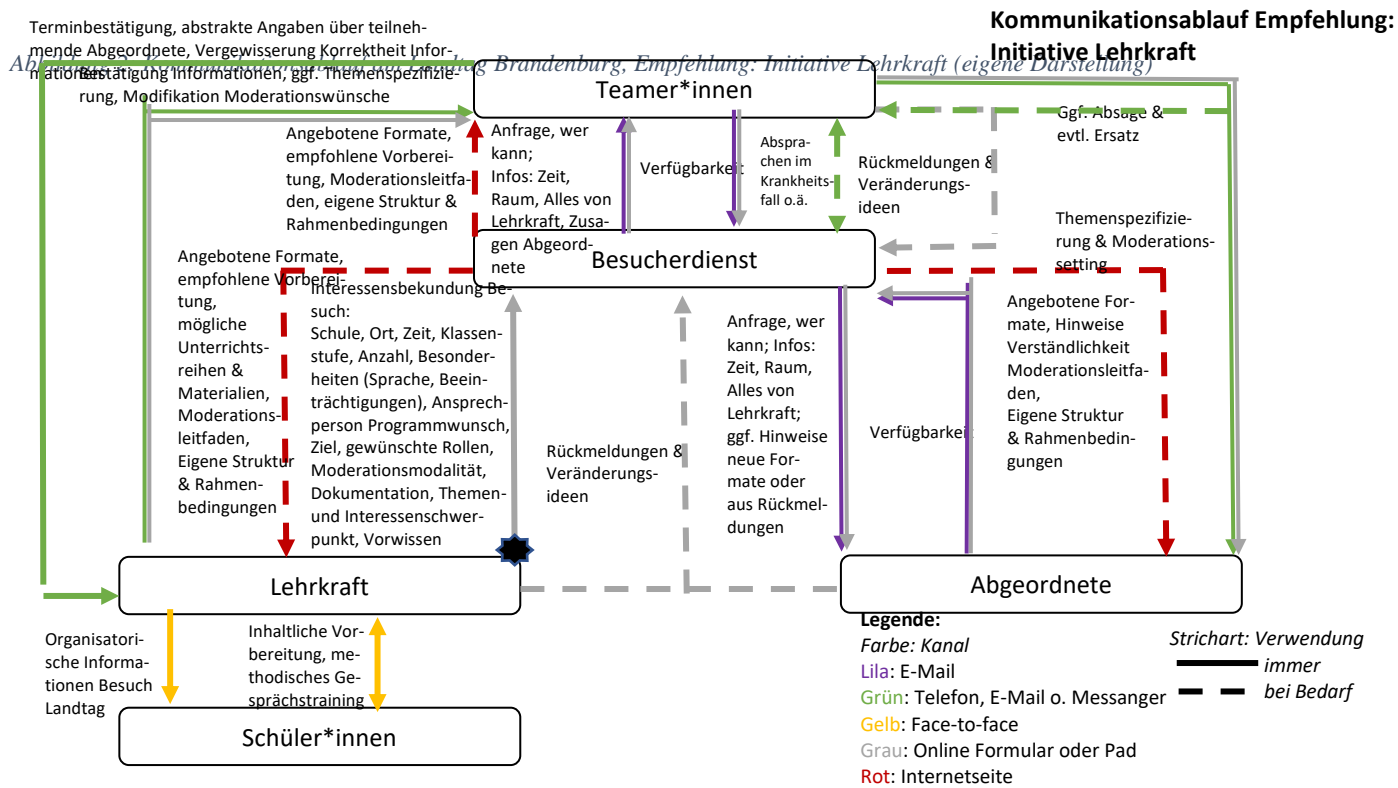 Kommunikationsablauf Empfehlung:
Initiative Lehrkraft
Terminbestätigung, abstrakte Angaben über teilneh-
mende Abgeordnete, Vergewisserung Korrektheit Infor-
mationen
Landtag Brandenburg, Empfehlung: Initiative Lehrkraft (eigene Darstellung)
Bestätigung Informationen, ggf. Themenspezifizie-
rung, Modifikation Moderationswünsche
Teamer*innen
Angebotene Formate,
empfohlene Vorberei-
tung, Moderationsleitfa-
den, eigene Struktur &
Rahmenbedingungen
Anfrage, wer
kann;
Infos: Zeit,
Raum, Alles von
Lehrkraft, Zusa-
gen Abgeord-
nete
Verfügbarkeit
Abspra-
chen im
Krankheits-
fall o.ä.
Rückmeldungen &
Veränderungs-
ideen
Ggf. Absage &
evtl. Ersatz
Themenspezifizie-
rung & Moderations-
setting
Besucherdienst
Angebotene Formate,
empfohlene Vorberei-
tung,
mögliche
Unterrichts-
reihen &
Materialien,
Moderations-
leitfaden,
Eigene Struktur
& Rahmen-
bedingungen
Interessensbekundung Be-
such:
Schule, Ort, Zeit, Klassen-
stufe, Anzahl, Besonder-
heiten (Sprache, Beein-
trächtigungen), Ansprech-
person Programmwunsch,
Ziel, gewünschte Rollen,
Moderationsmodalität,
Dokumentation, Themen-
und Interessenschwer-
punkt, Vorwissen
Rückmeldungen &
Veränderungs-
ideen
Anfrage, wer
kann; Infos:
Zeit, Raum,
Alles von
Lehrkraft;
ggf. Hinweise
neue For-
mate oder
aus Rückmel-
dungen
Verfügbarkeit
Angebotene For-
mate, Hinweise
Verständlichkeit
Moderationsleitfa-
den,
Eigene Struktur
& Rahmenbedin-
gungen
Lehrkraft
Abgeordnete
Organisatori-
sche Informa-
tionen Besuch
Landtag
Inhaltliche Vor-
bereitung, me-
thodisches Ge-
sprächstraining
Schüler*innen
Legende:
Farbe: Kanal
Lila: E-Mail
Grün: Telefon, E-Mail o. Messanger
Gelb: Face-to-face
Grau: Online Formular oder Pad
Rot: Internetseite
Strichart: Verwendung
immer
bei Bedarf